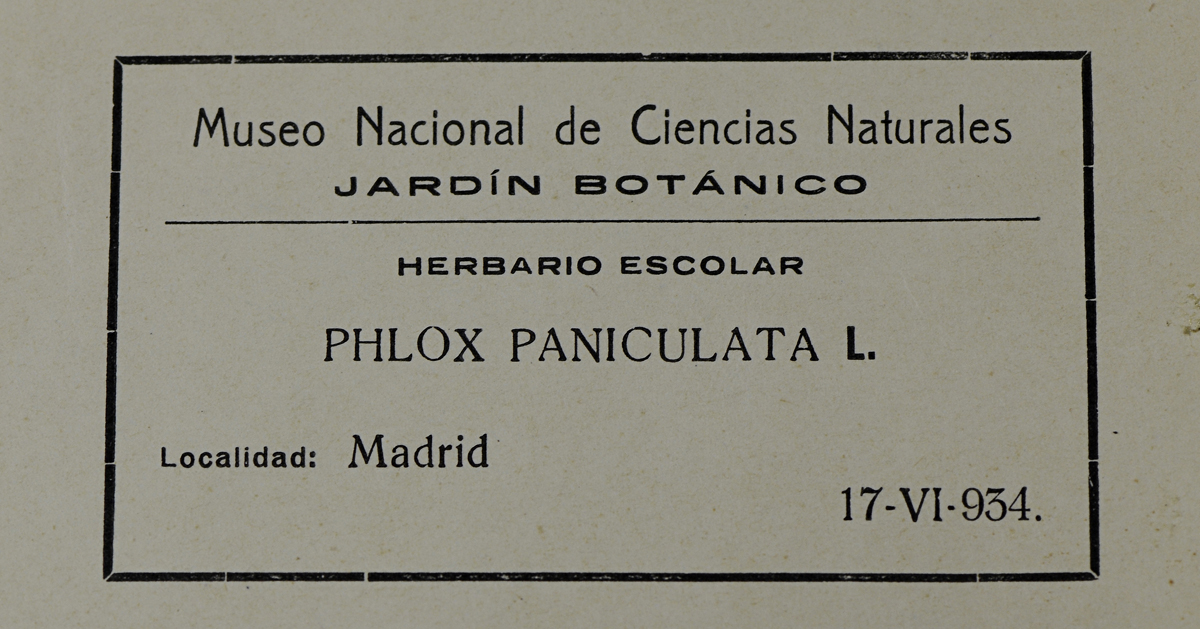 Museo Nacional de Ciencias Naturales
JARDÍN BOTÁNICO
HERBARIO ESCOLAR
PHLOX PANICULATA L.
Localidad: Madrid
17-VI-934.